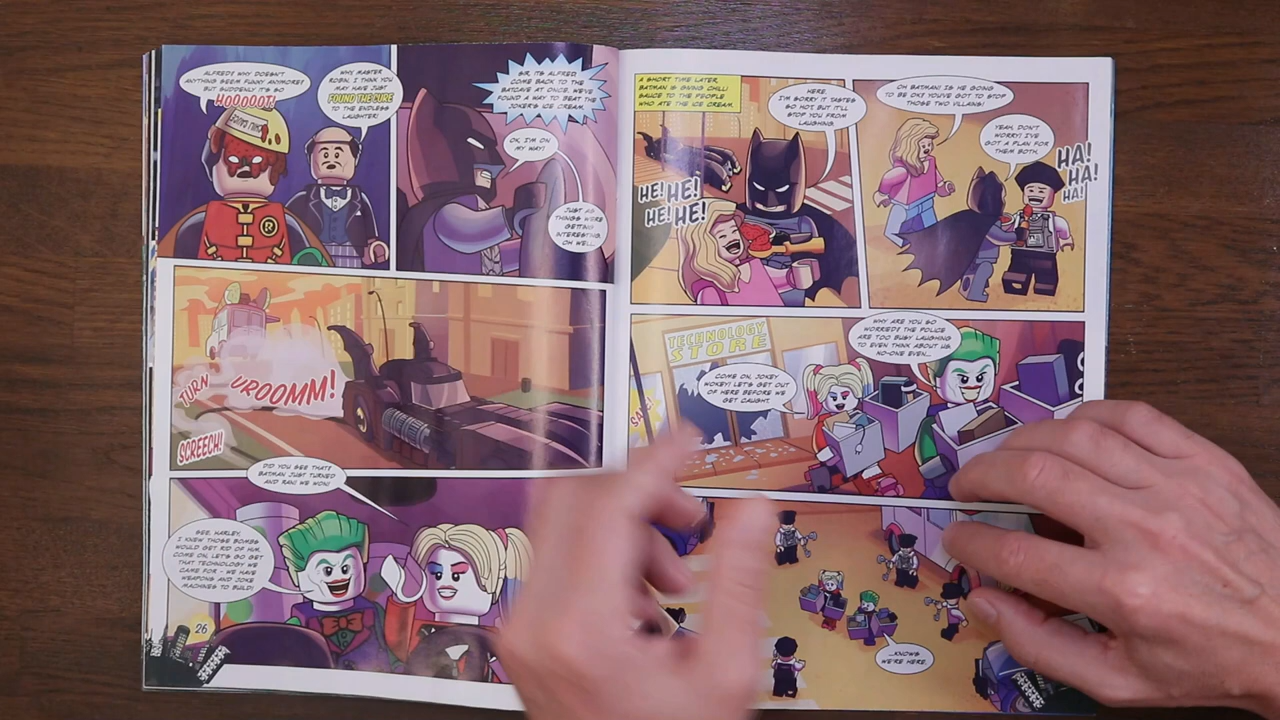 ALFRED? WHY DOESN'T
ANYTHING SEEM FUNNY ANYMORE?
BUT SUDDENLY IT'S SO
HOOOOOT!
WHY MASTER
ROBIN, I THINK YOU
MAY HAVE JUST
FOUND THE CURE
TO THE ENDLESS
LAUGHTER!
SIR, IT'S ALFRED.
COME BACK TO THE
BATCAVE AT ONCE. WE'VE
FOUND A WAY TO BEAT THE
JOKER'S ICE CREAM.
OK, I'M ON
MY WAY!
JUST AS
THINGS WERE
GETTING
INTERESTING.
OH WELL.
TURN
VROOMM!
SCREECH!
DID YOU SEE THAT?
BATMAN JUST TURNED
AND RAN! WE WON!
SEE, HARLEY.
I KNEW THOSE BOMBS
WOULD GET RID OF HIM.
COME ON, LET'S GO GET
THAT TECHNOLOGY WE
CAME FOR - WE HAVE
WEAPONS AND JOKE
MACHINES TO BUILD!
26
A SHORT TIME LATER,
BATMAN IS GIVING CHILLI
SAUCE TO THE PEOPLE
WHO ATE THE ICE CREAM.
HERE.
I'M SORRY IT TASTES
SO HOT BUT IT'LL
STOP YOU FROM
LAUGHING.
HE! HE!
HE! HE!
OH BATMAN! IS HE GOING
TO BE OK? YOU'VE GOT TO STOP
THOSE TWO VILLAINS!
YEAH, DON'T
WORRY! I'VE
GOT A PLAN FOR
THEM BOTH.
HA!
HA!
HA!
TECHNOLOGY
STORE
SALE!
COME ON, JOKEY
WOKEY! LET'S GET OUT
OF HERE BEFORE WE
GET CAUGHT.
WHY ARE YOU SO
WORRIED? THE POLICE
ARE TOO BUSY LAUGHING
TO EVEN THINK ABOUT US.
NO-ONE EVEN...
...KNOWS
WE'RE HERE.